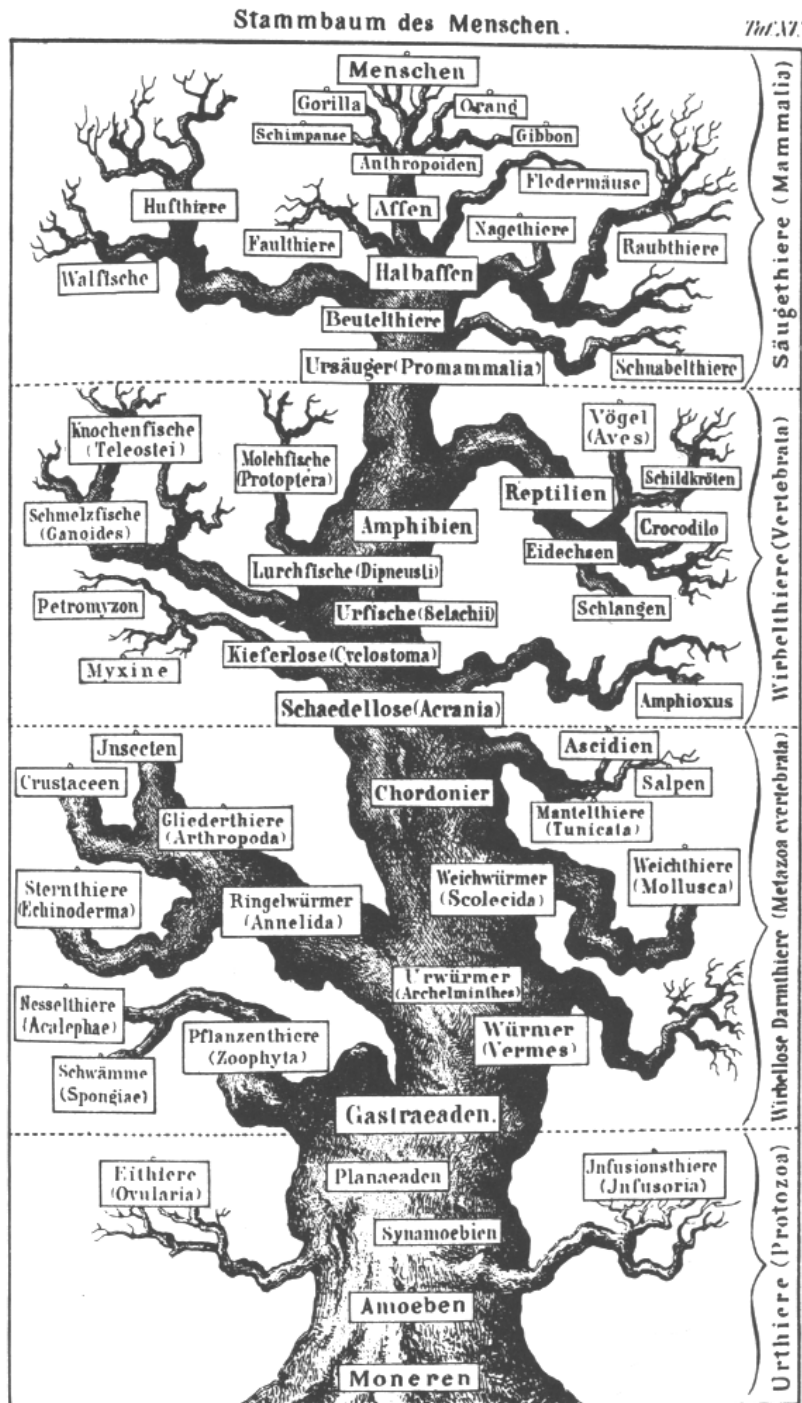 Stammbaum des Menschen.
Taf. XV.
Menschen
Gorilla
Orang
Schimpanse
Gibbon
Anthropoiden
Fledermäuse
Hufthiere
Affen
Nagethiere
Faulthiere
Raubthiere
Walfische
Halbaffen
Beutelthiere
Ursäuger (Promammalia)
Schnabelthiere
Säugethiere (Mammalia)
Knochenfische
(Teleostei)
Vögel
(Aves)
Molchfische
(Protoptera)
Schildkröten
Reptilien
Schmelzfische
(Ganoides)
Amphibien
Crocodile
Eidechsen
Lurchfische (Dipneusti)
Petromyzon
Urfische (Selachii)
Schlangen
Kieferlose (Cyclostoma)
Myxine
Schaedellose (Acrania)
Amphioxus
Wirbelthiere (Vertebrata)
Jnsecten
Ascidien
Crustaceen
Chordonier
Salpen
Gliederthiere
(Arthropoda)
Mantelthiere
(Tunicata)
Sternthiere
(Echinoderma)
Ringelwürmer
(Annelida)
Weichwürmer
(Scolecida)
Weichthiere
(Mollusca)
Urwürmer
(Archelminthes)
Nesselthiere
(Acalephae)
Pflanzenthiere
(Zoophyta)
Würmer
(Vermes)
Schwämme
(Spongiae)
Gastraeaden.
Wirbellose Darmthiere (Metazoa evertebrata)
Eithiere
(Ovularia)
Planaeaden
Jnfusionsthiere
(Jnfusoria)
Synamoebien
Amoeben
Moneren
Urthiere (Protozoa)